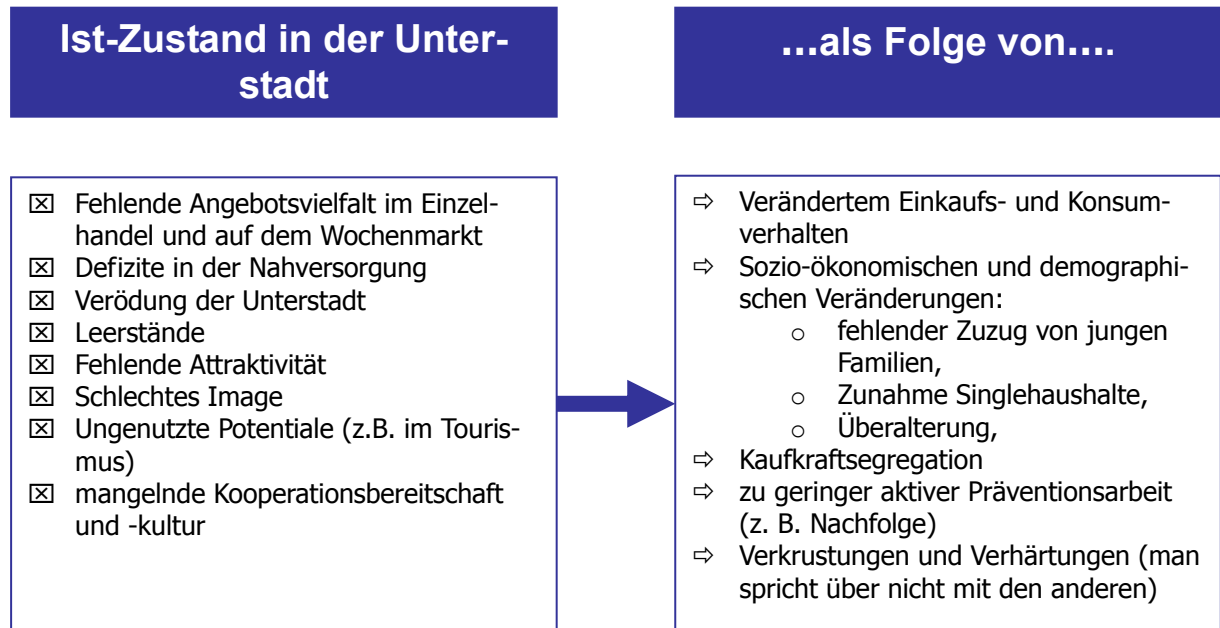 Ist-Zustand in der Unter-
stadt
...als Folge von....
☒ Fehlende Angebotsvielfalt im Einzel-
handel und auf dem Wochenmarkt
☒ Defizite in der Nahversorgung
☒ Verödung der Unterstadt
☒ Leerstände
☒ Fehlende Attraktivität
☒ Schlechtes Image
☒ Ungenutzte Potentiale (z.B. im Touris-
mus)
☒ mangelnde Kooperationsbereitschaft
und -kultur
⇨ Verändertem Einkaufs- und Konsum-
verhalten
⇨ Sozio-ökonomischen und demographi-
schen Veränderungen:
o fehlender Zuzug von jungen
Familien,
o Zunahme Singlehaushalte,
o Überalterung,
⇨ Kaufkraftsegregation
⇨ zu geringer aktiver Präventionsarbeit
(z. B. Nachfolge)
⇨ Verkrustungen und Verhärtungen (man
spricht über nicht mit den anderen)